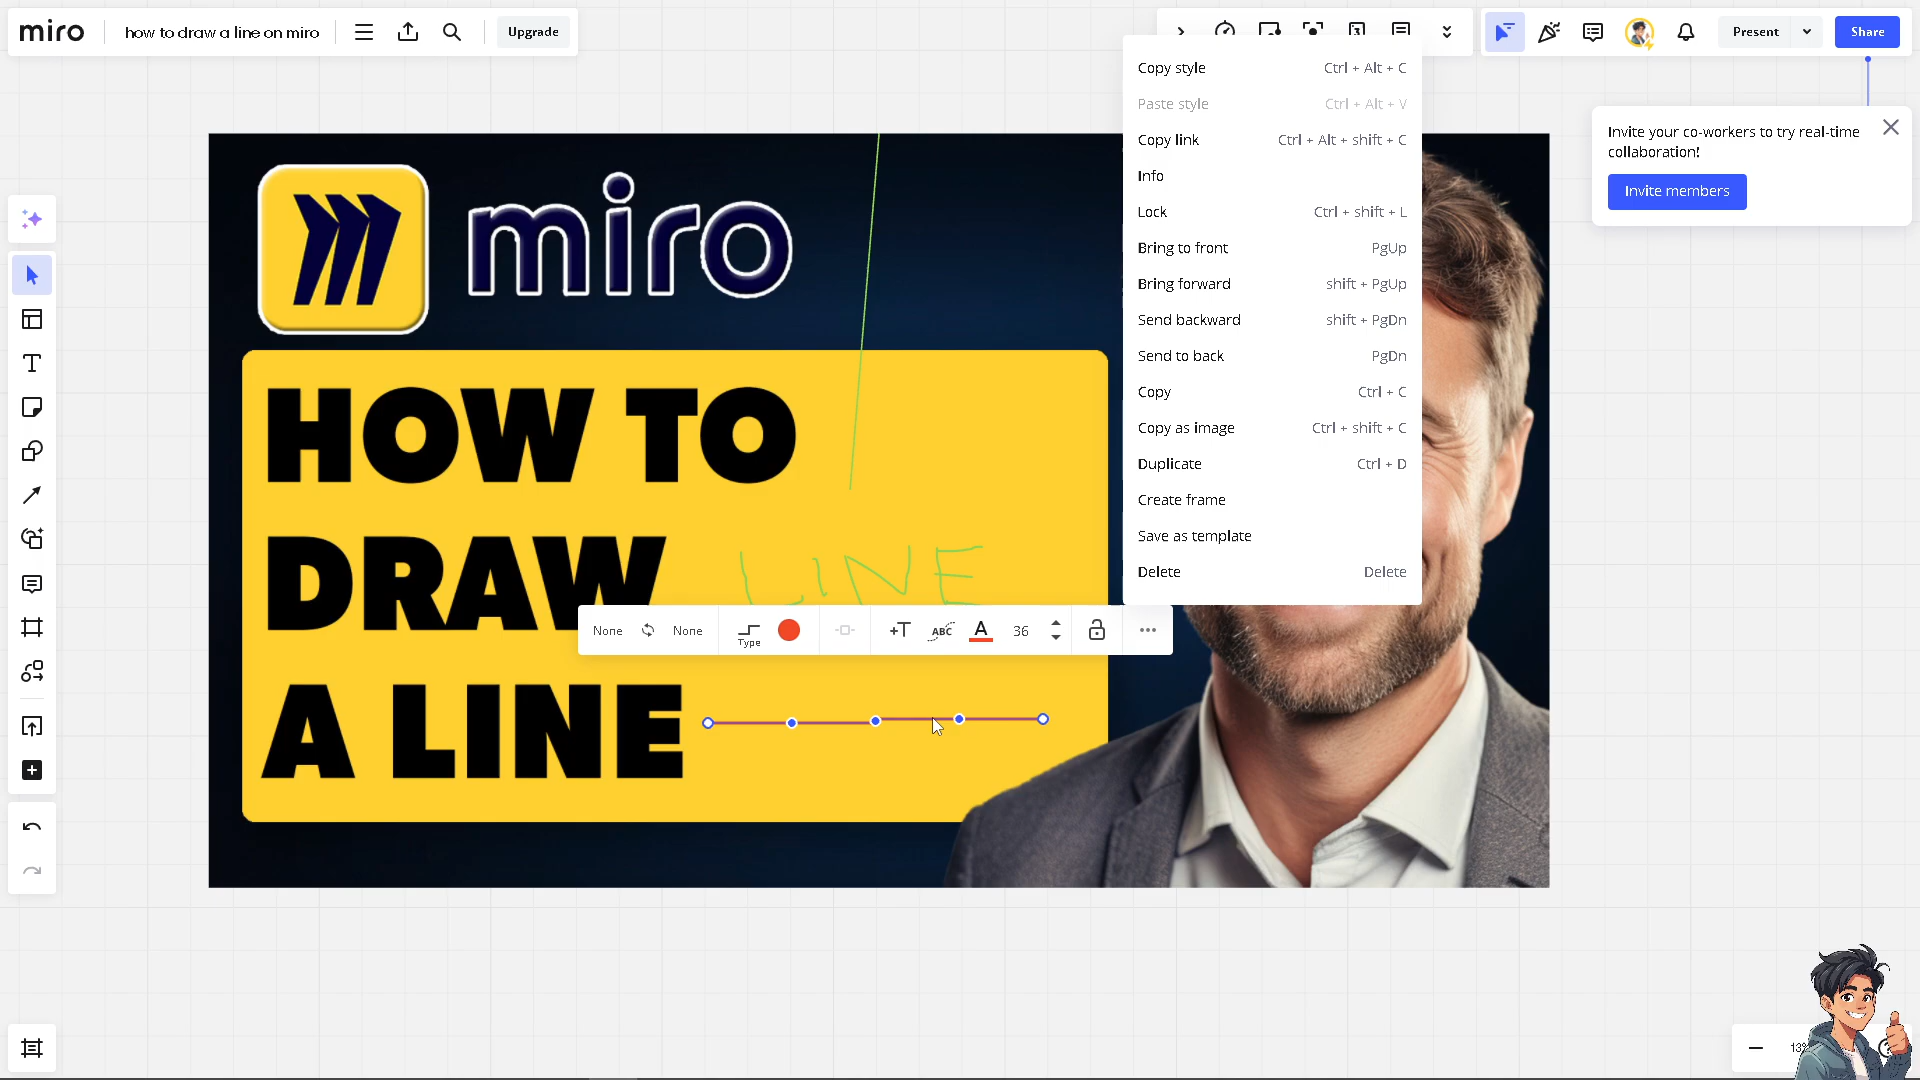 miro
how to draw a line on miro
Upgrade
Present
Share
Copy style Ctrl + Alt + C
Paste style Ctrl + Alt + V
Copy link Ctrl + Alt + shift + C
Info
Lock Ctrl + shift + L
Bring to front PgUp
Bring forward shift + PgUp
Send backward shift + PgDn
Send to back PgDn
Copy Ctrl + C
Copy as image Ctrl + shift + C
Duplicate Ctrl + D
Create frame
Save as template
Delete Delete
Invite your co-workers to try real-time
collaboration!
Invite members
miro
HOW TO
DRAW LINE
A LINE
None None Type +T ABC A 36